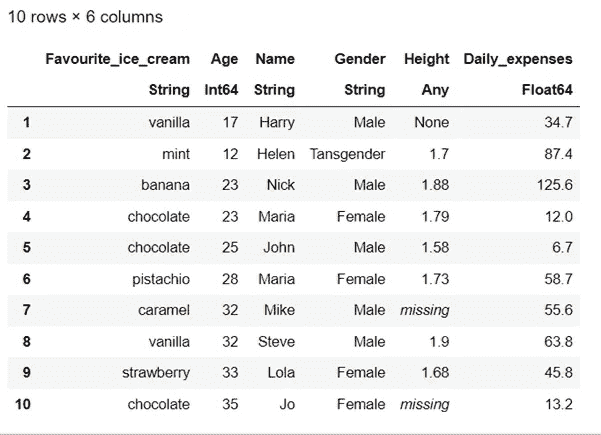 10 rows × 6 columns
Favourite_ice_cream Age Name Gender Height Daily_expenses
String Int64 String String Any Float64
1 vanilla 17 Harry Male None 34.7
2 mint 12 Helen Tansgender 1.7 87.4
3 banana 23 Nick Male 1.88 125.6
4 chocolate 23 Maria Female 1.79 12.0
5 chocolate 25 John Male 1.58 6.7
6 pistachio 28 Maria Female 1.73 58.7
7 caramel 32 Mike Male missing 55.6
8 vanilla 32 Steve Male 1.9 63.8
9 strawberry 33 Lola Female 1.68 45.8
10 chocolate 35 Jo Female missing 13.2